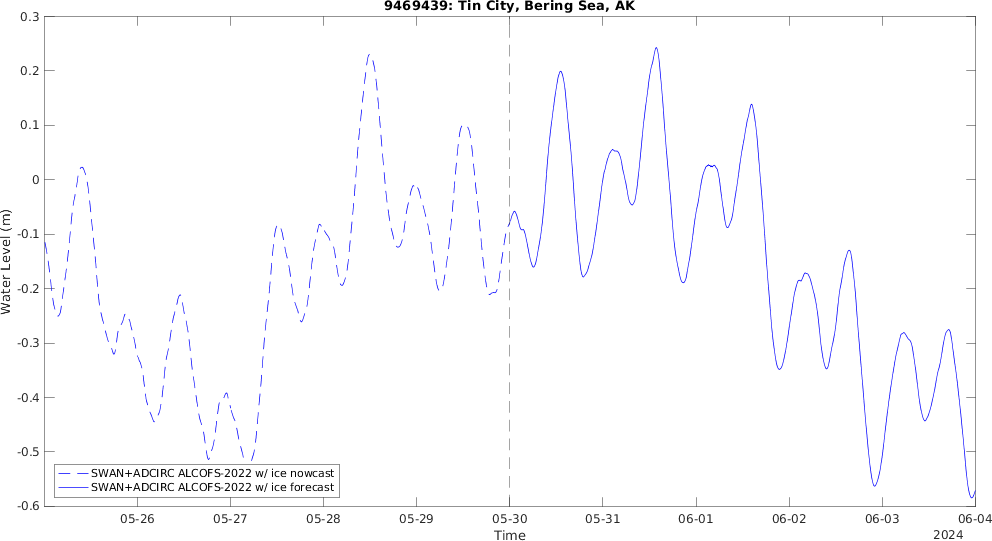 9469439: Tin City, Bering Sea, AK
Water Level (m)
0.3
0.2
0.1
0
-0.1
-0.2
-0.3
-0.4
-0.5
-0.6
SWAN+ADCIRC ALCOFS-2022 w/ ice nowcast
SWAN+ADCIRC ALCOFS-2022 w/ ice forecast
05-26 05-27 05-28 05-29 05-30 05-31 06-01 06-02 06-03 06-04
Time
2024